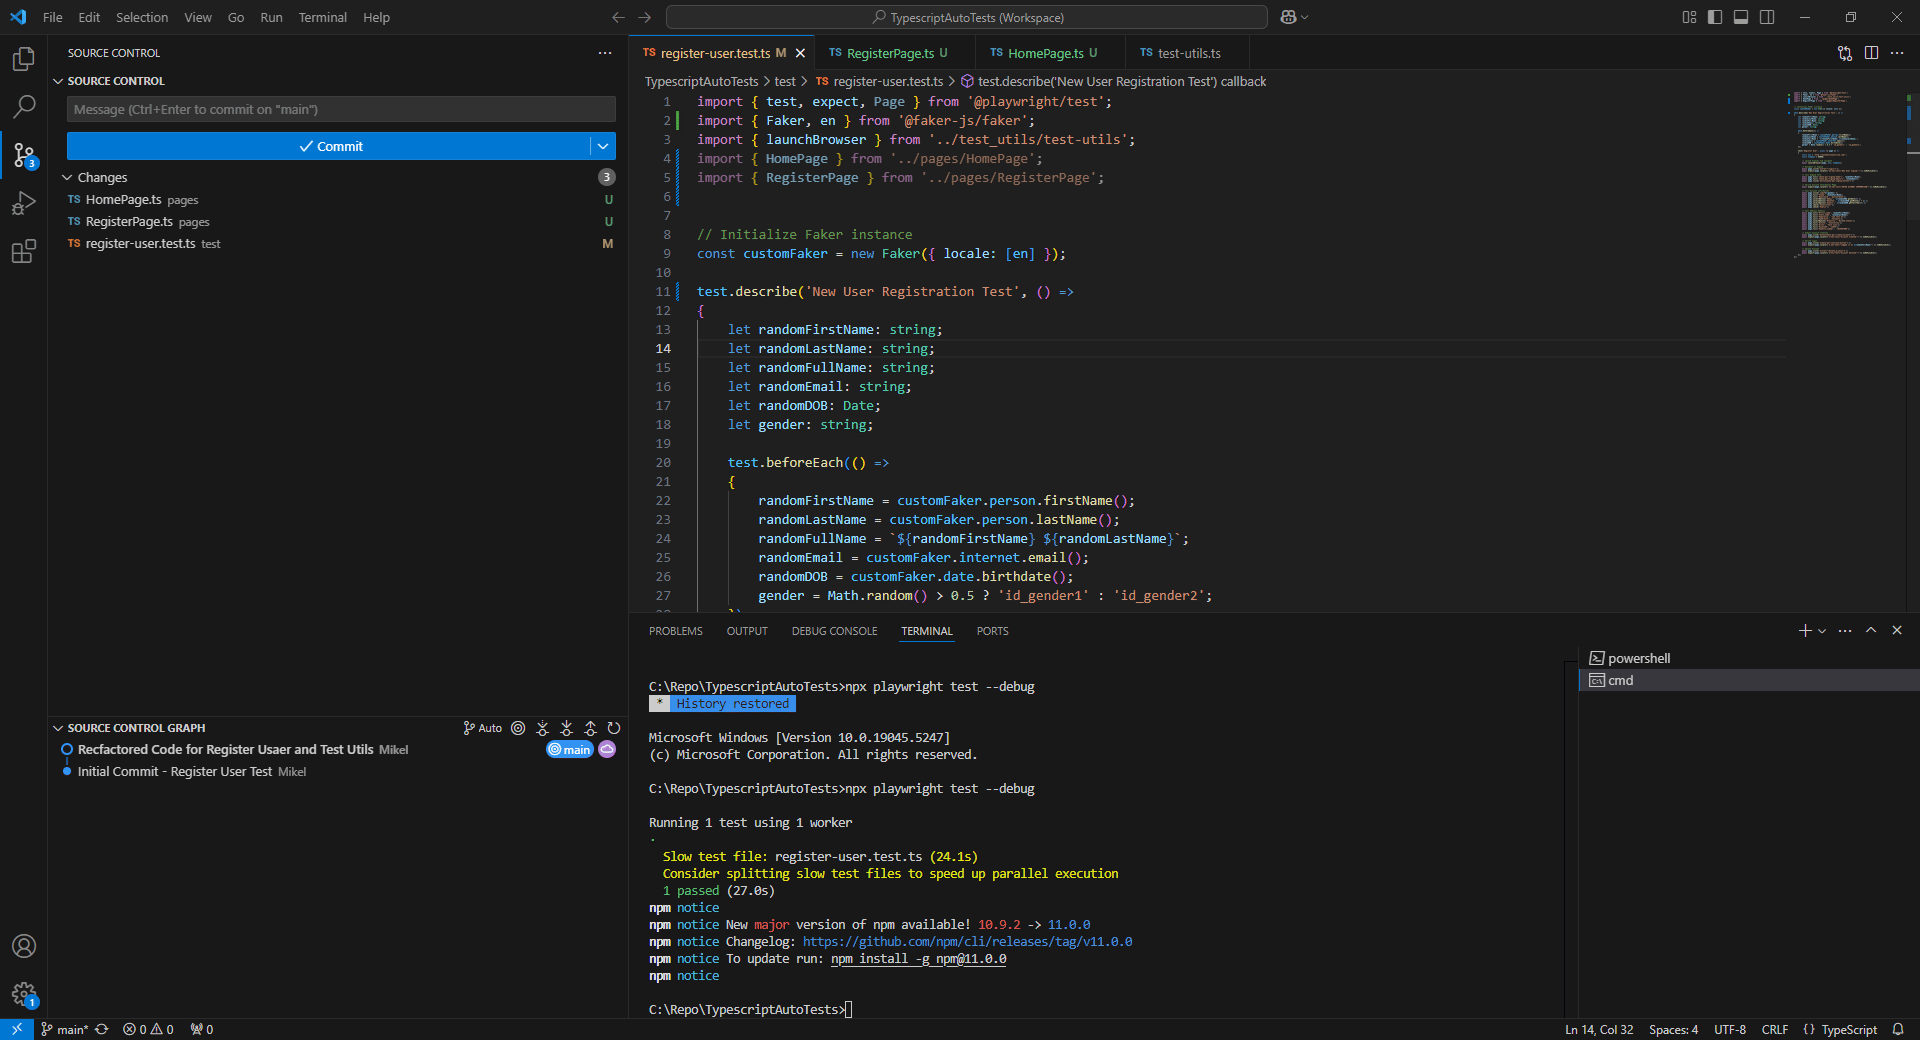 File Edit Selection View Go Run Terminal Help
TypescriptAutoTests (Workspace)
SOURCE CONTROL
SOURCE CONTROL
Message (Ctrl+Enter to commit on "main")
Commit
Changes 3
TS HomePage.ts pages U
TS RegisterPage.ts pages U
TS register-user.test.ts test M
3
SOURCE CONTROL GRAPH Auto
Recfactored Code for Register Usaer and Test Utils Mikel main
Initial Commit - Register User Test Mikel
1
TS register-user.test.ts M
TS RegisterPage.ts U
TS HomePage.ts U
TS test-utils.ts
TypescriptAutoTests > test > TS register-user.test.ts > test.describe('New User Registration Test') callback
1 import { test, expect, Page } from '@playwright/test';
2 import { Faker, en } from '@faker-js/faker';
3 import { launchBrowser } from '../test_utils/test-utils';
4 import { HomePage } from '../pages/HomePage';
5 import { RegisterPage } from '../pages/RegisterPage';
6
7
8 // Initialize Faker instance
9 const customFaker = new Faker({ locale: [en] });
10
11 test.describe('New User Registration Test', () =>
12 {
13 let randomFirstName: string;
14 let randomLastName: string;
15 let randomFullName: string;
16 let randomEmail: string;
17 let randomDOB: Date;
18 let gender: string;
19
20 test.beforeEach(() =>
21 {
22 randomFirstName = customFaker.person.firstName();
23 randomLastName = customFaker.person.lastName();
24 randomFullName = `${randomFirstName} ${randomLastName}`;
25 randomEmail = customFaker.internet.email();
26 randomDOB = customFaker.date.birthdate();
27 gender = Math.random() > 0.5 ? 'id_gender1' : 'id_gender2';
PROBLEMS OUTPUT DEBUG CONSOLE TERMINAL PORTS
C:\Repo\TypescriptAutoTests>npx playwright test --debug
* History restored
Microsoft Windows [Version 10.0.19045.5247]
(c) Microsoft Corporation. All rights reserved.
C:\Repo\TypescriptAutoTests>npx playwright test --debug
Running 1 test using 1 worker
·
Slow test file: register-user.test.ts (24.1s)
Consider splitting slow test files to speed up parallel execution
1 passed (27.0s)
npm notice
npm notice New major version of npm available! 10.9.2 -> 11.0.0
npm notice Changelog: https://github.com/npm/cli/releases/tag/v11.0.0
npm notice To update run: npm install -g npm@11.0.0
npm notice
C:\Repo\TypescriptAutoTests>
powershell
cmd
main* 0 0 0
Ln 14, Col 32 Spaces: 4 UTF-8 CRLF {} TypeScript